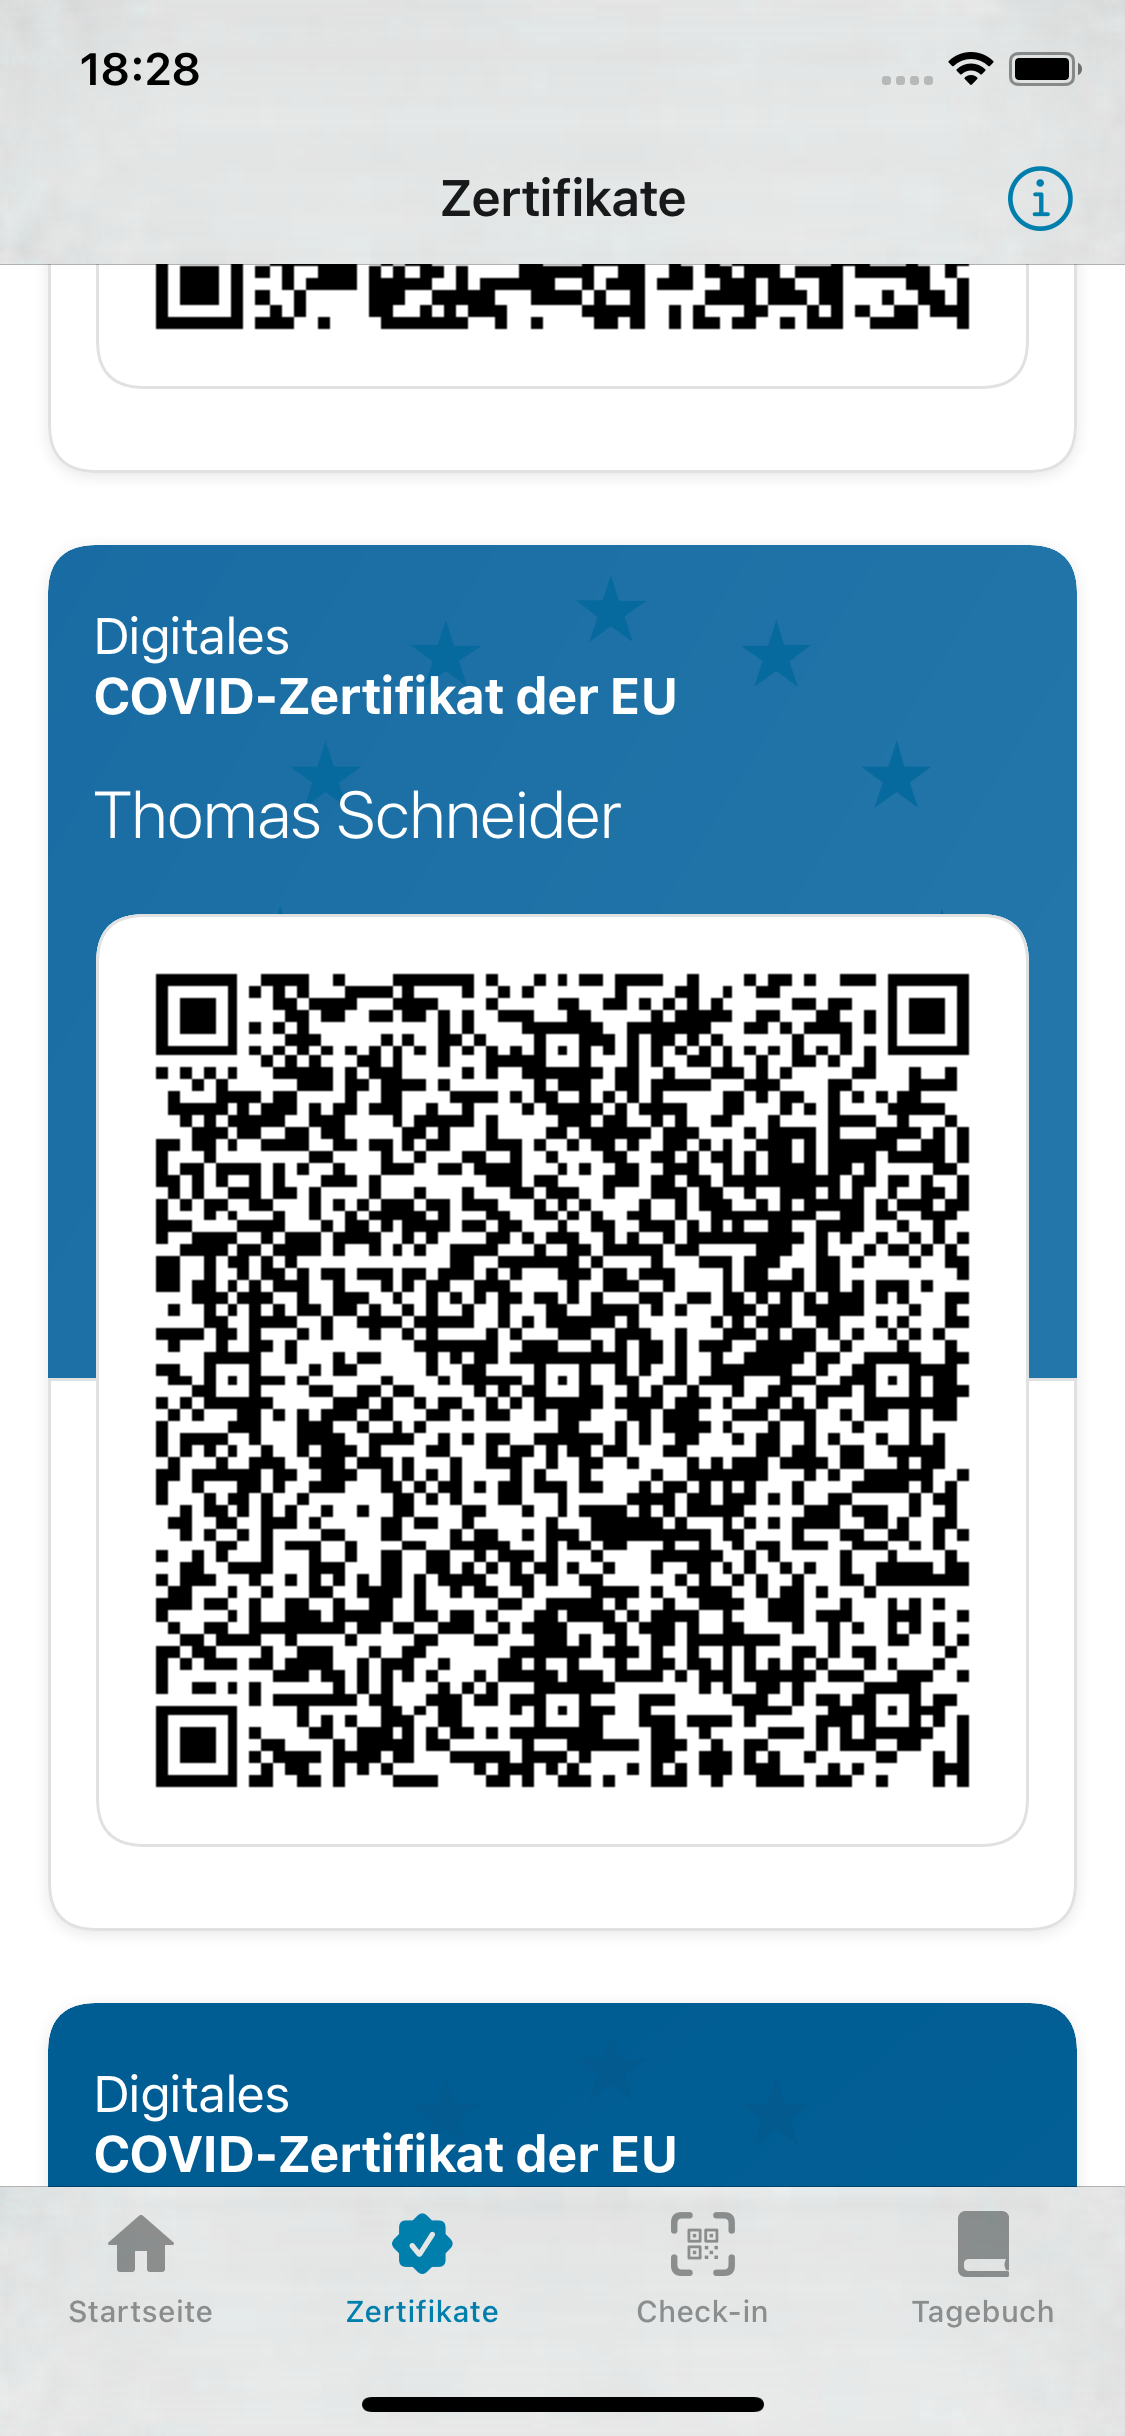 18:28
Zertifikate
Digitales
COVID-Zertifikat der EU
Thomas Schneider
Digitales
COVID-Zertifikat der EU
Startseite
Zertifikate
Check-in
Tagebuch